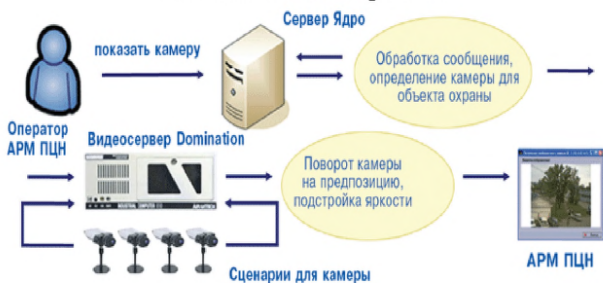 Сервер Ядро
показать камеру
Обработка сообщения,
определение камеры для
объекта охраны
Оператор
АРМ ПЦН
Видеосервер Domination
Поворот камеры
на предпозицию,
подстройка яркости
АРМ ПЦН
Сценарии для камеры